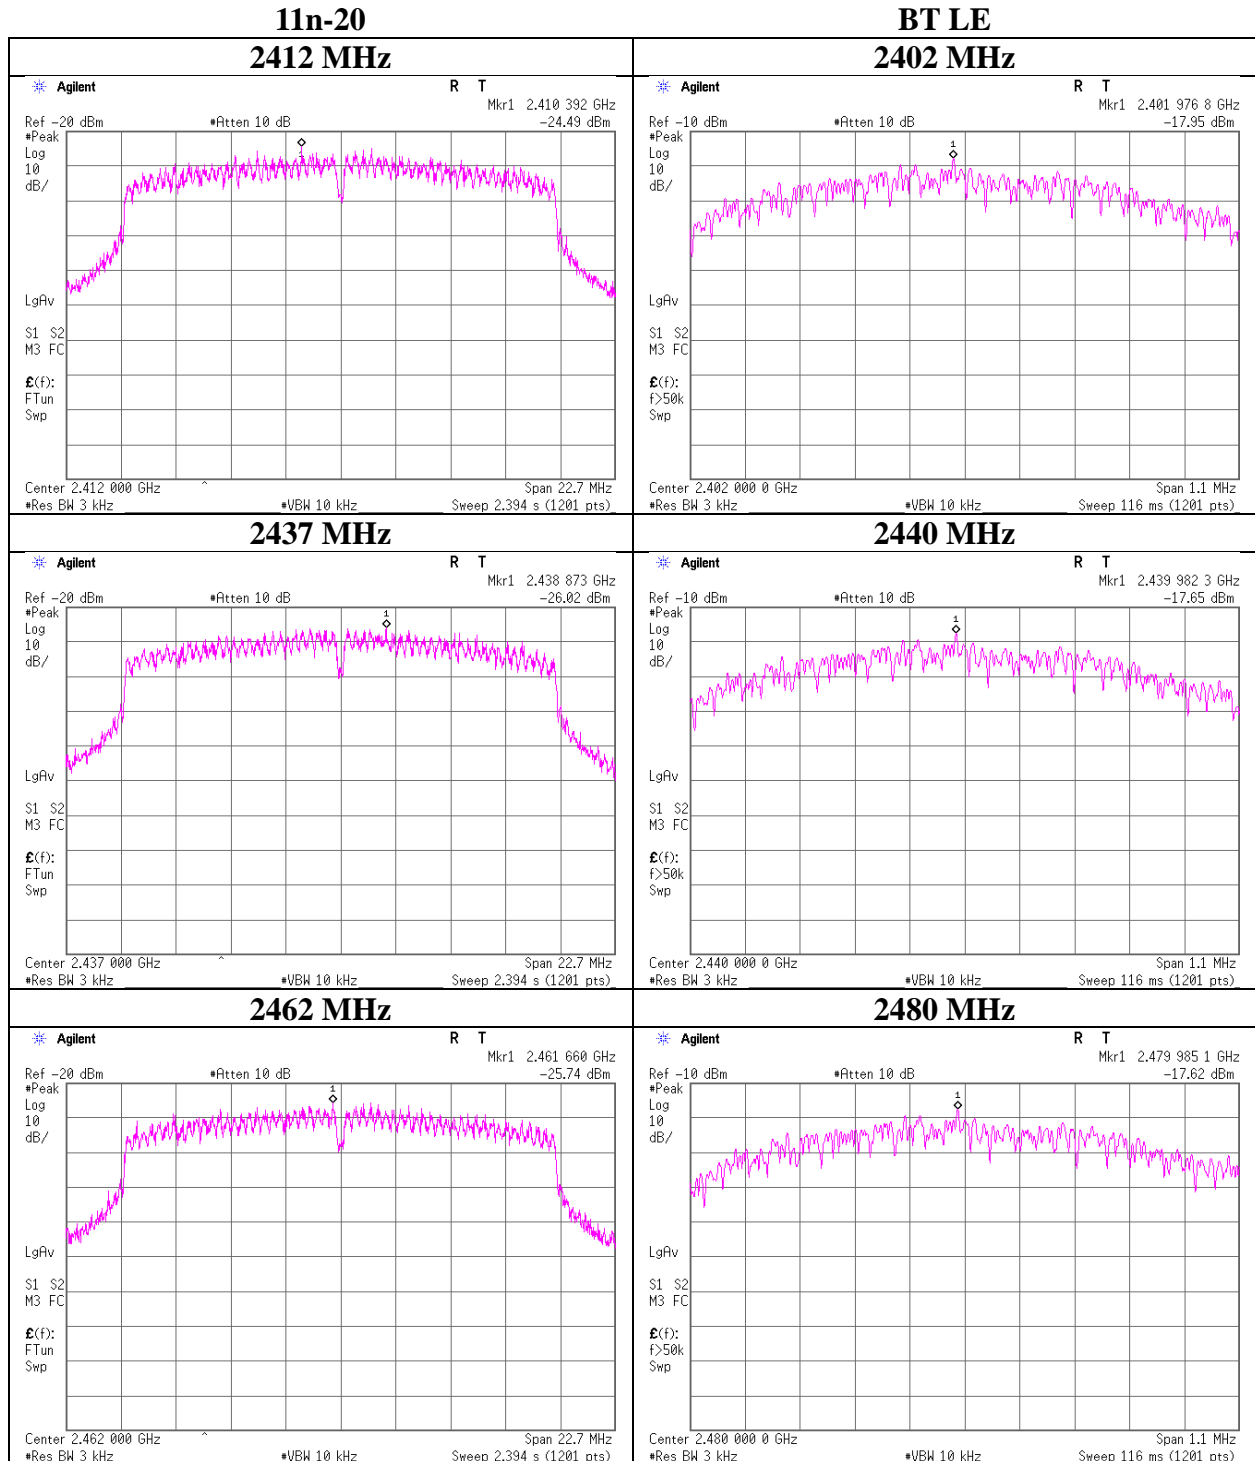 11n-20 BT LE
2412 MHz
Agilent R T
Mkr1 2.410 392 GHz
Ref -20 dBm #Atten 10 dB -24.49 dBm
#Peak
Log
10
dB/
1
LgAv
S1 S2
M3 FC
£(f):
FTun
Swp
Center 2.412 000 GHz ^ Span 22.7 MHz
#Res BW 3 kHz #VBW 10 kHz Sweep 2.394 s (1201 pts)
2402 MHz
Agilent R T
Mkr1 2.401 976 8 GHz
Ref -10 dBm #Atten 10 dB -17.95 dBm
#Peak
Log
10
dB/
1
LgAv
S1 S2
M3 FC
£(f):
f>50k
Swp
Center 2.402 000 0 GHz Span 1.1 MHz
#Res BW 3 kHz #VBW 10 kHz Sweep 116 ms (1201 pts)
2437 MHz
Agilent R T
Mkr1 2.438 873 GHz
Ref -20 dBm #Atten 10 dB -26.02 dBm
#Peak
Log
10
dB/
1
LgAv
S1 S2
M3 FC
£(f):
FTun
Swp
Center 2.437 000 GHz ^ Span 22.7 MHz
#Res BW 3 kHz #VBW 10 kHz Sweep 2.394 s (1201 pts)
2440 MHz
Agilent R T
Mkr1 2.439 982 3 GHz
Ref -10 dBm #Atten 10 dB -17.65 dBm
#Peak
Log
10
dB/
1
LgAv
S1 S2
M3 FC
£(f):
f>50k
Swp
Center 2.440 000 0 GHz Span 1.1 MHz
#Res BW 3 kHz #VBW 10 kHz Sweep 116 ms (1201 pts)
2462 MHz
Agilent R T
Mkr1 2.461 660 GHz
Ref -20 dBm #Atten 10 dB -25.74 dBm
#Peak
Log
10
dB/
1
LgAv
S1 S2
M3 FC
£(f):
FTun
Swp
Center 2.462 000 GHz ^ Span 22.7 MHz
#Res BW 3 kHz #VBW 10 kHz Sweep 2.394 s (1201 pts)
2480 MHz
Agilent R T
Mkr1 2.479 985 1 GHz
Ref -10 dBm #Atten 10 dB -17.62 dBm
#Peak
Log
10
dB/
1
LgAv
S1 S2
M3 FC
£(f):
f>50k
Swp
Center 2.480 000 0 GHz Span 1.1 MHz
#Res BW 3 kHz #VBW 10 kHz Sweep 116 ms (1201 pts)